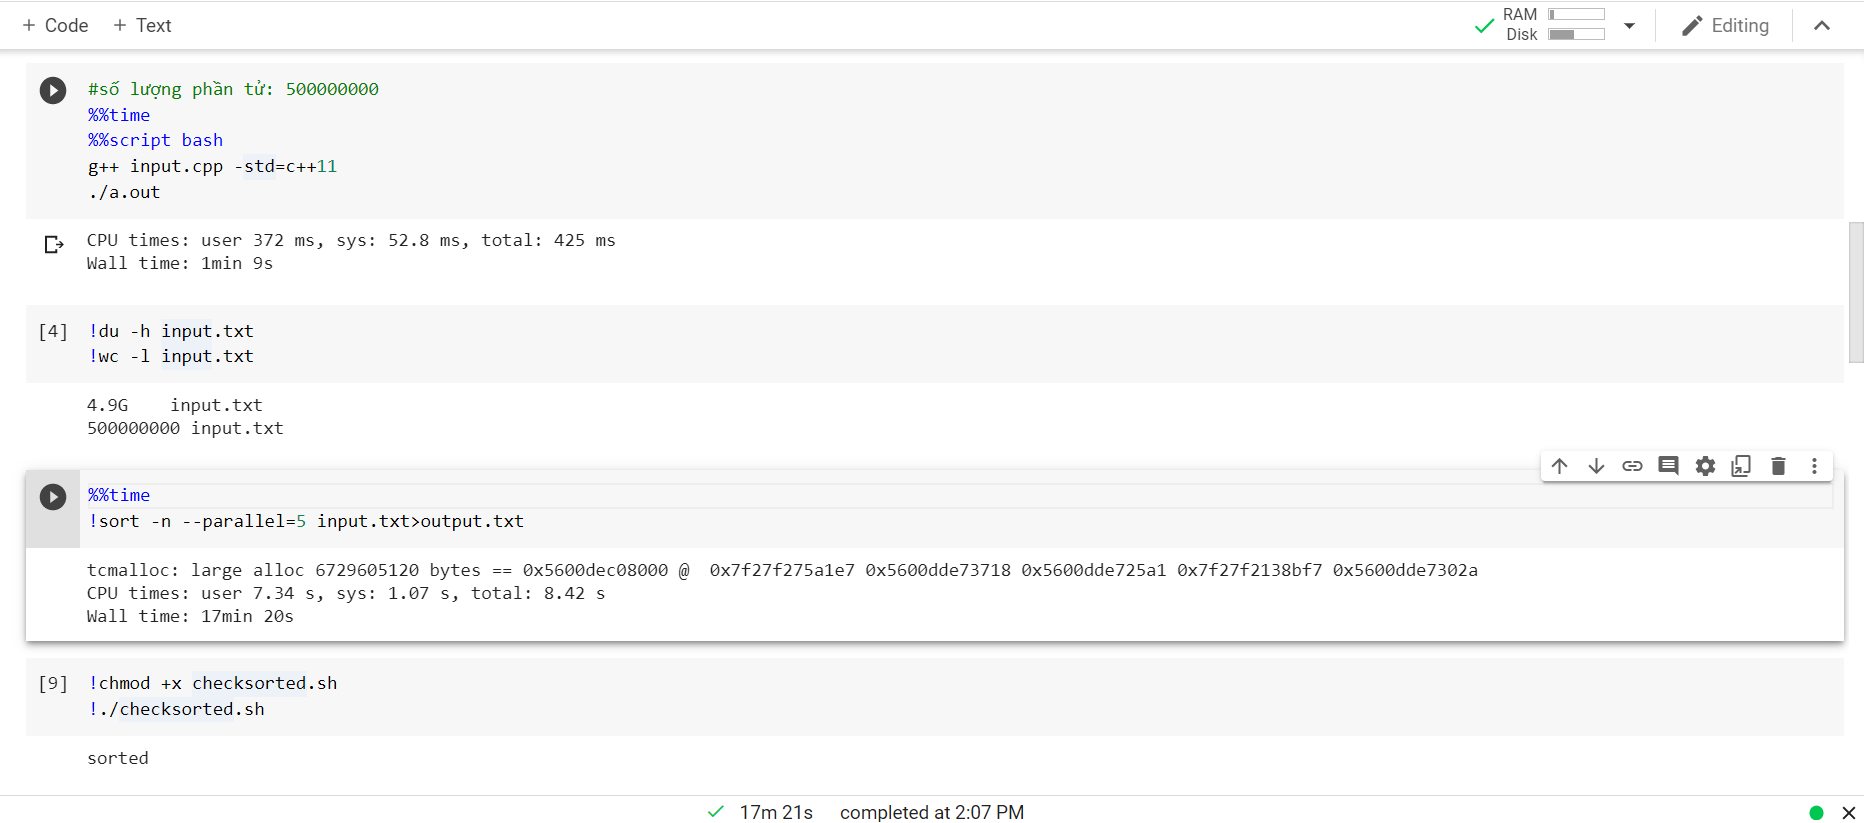 + Code + Text
RAM
Disk
Editing
#số lượng phần tử: 500000000
%%time
%%script bash
g++ input.cpp -std=c++11
./a.out
CPU times: user 372 ms, sys: 52.8 ms, total: 425 ms
Wall time: 1min 9s
[4] !du -h input.txt
!wc -l input.txt
4.9G input.txt
500000000 input.txt
%%time
!sort -n --parallel=5 input.txt>output.txt
tcmalloc: large alloc 6729605120 bytes == 0x5600dec08000 @ 0x7f27f275a1e7 0x5600dde73718 0x5600dde725a1 0x7f27f2138bf7 0x5600dde7302a
CPU times: user 7.34 s, sys: 1.07 s, total: 8.42 s
Wall time: 17min 20s
[9] !chmod +x checksorted.sh
!./checksorted.sh
sorted
17m 21s completed at 2:07 PM